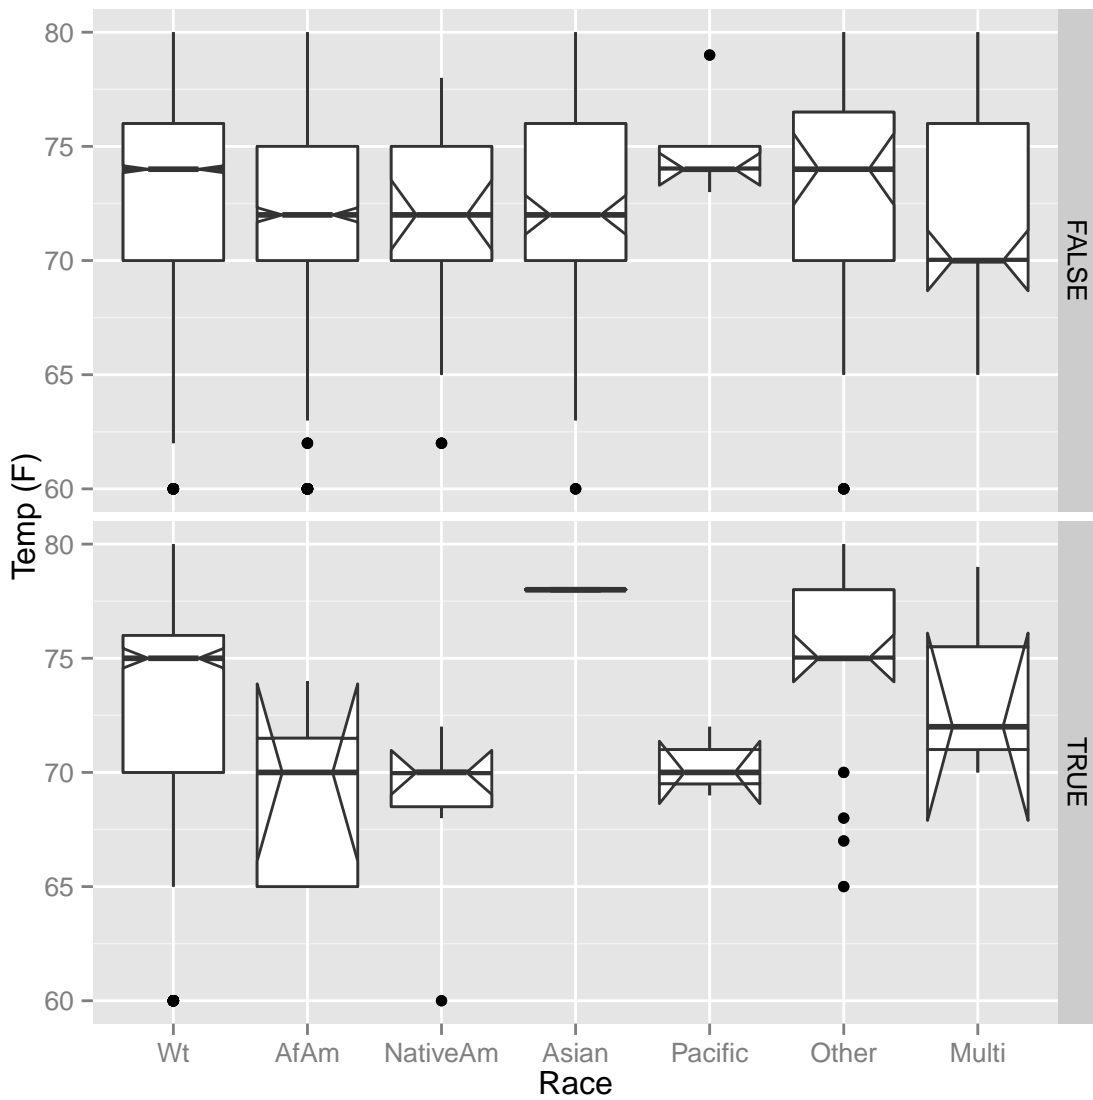 80
75
70
65
60
FALSE
Temp (F)
80
75
70
65
60
TRUE
Wt AfAm NativeAm Asian Pacific Other Multi
Race